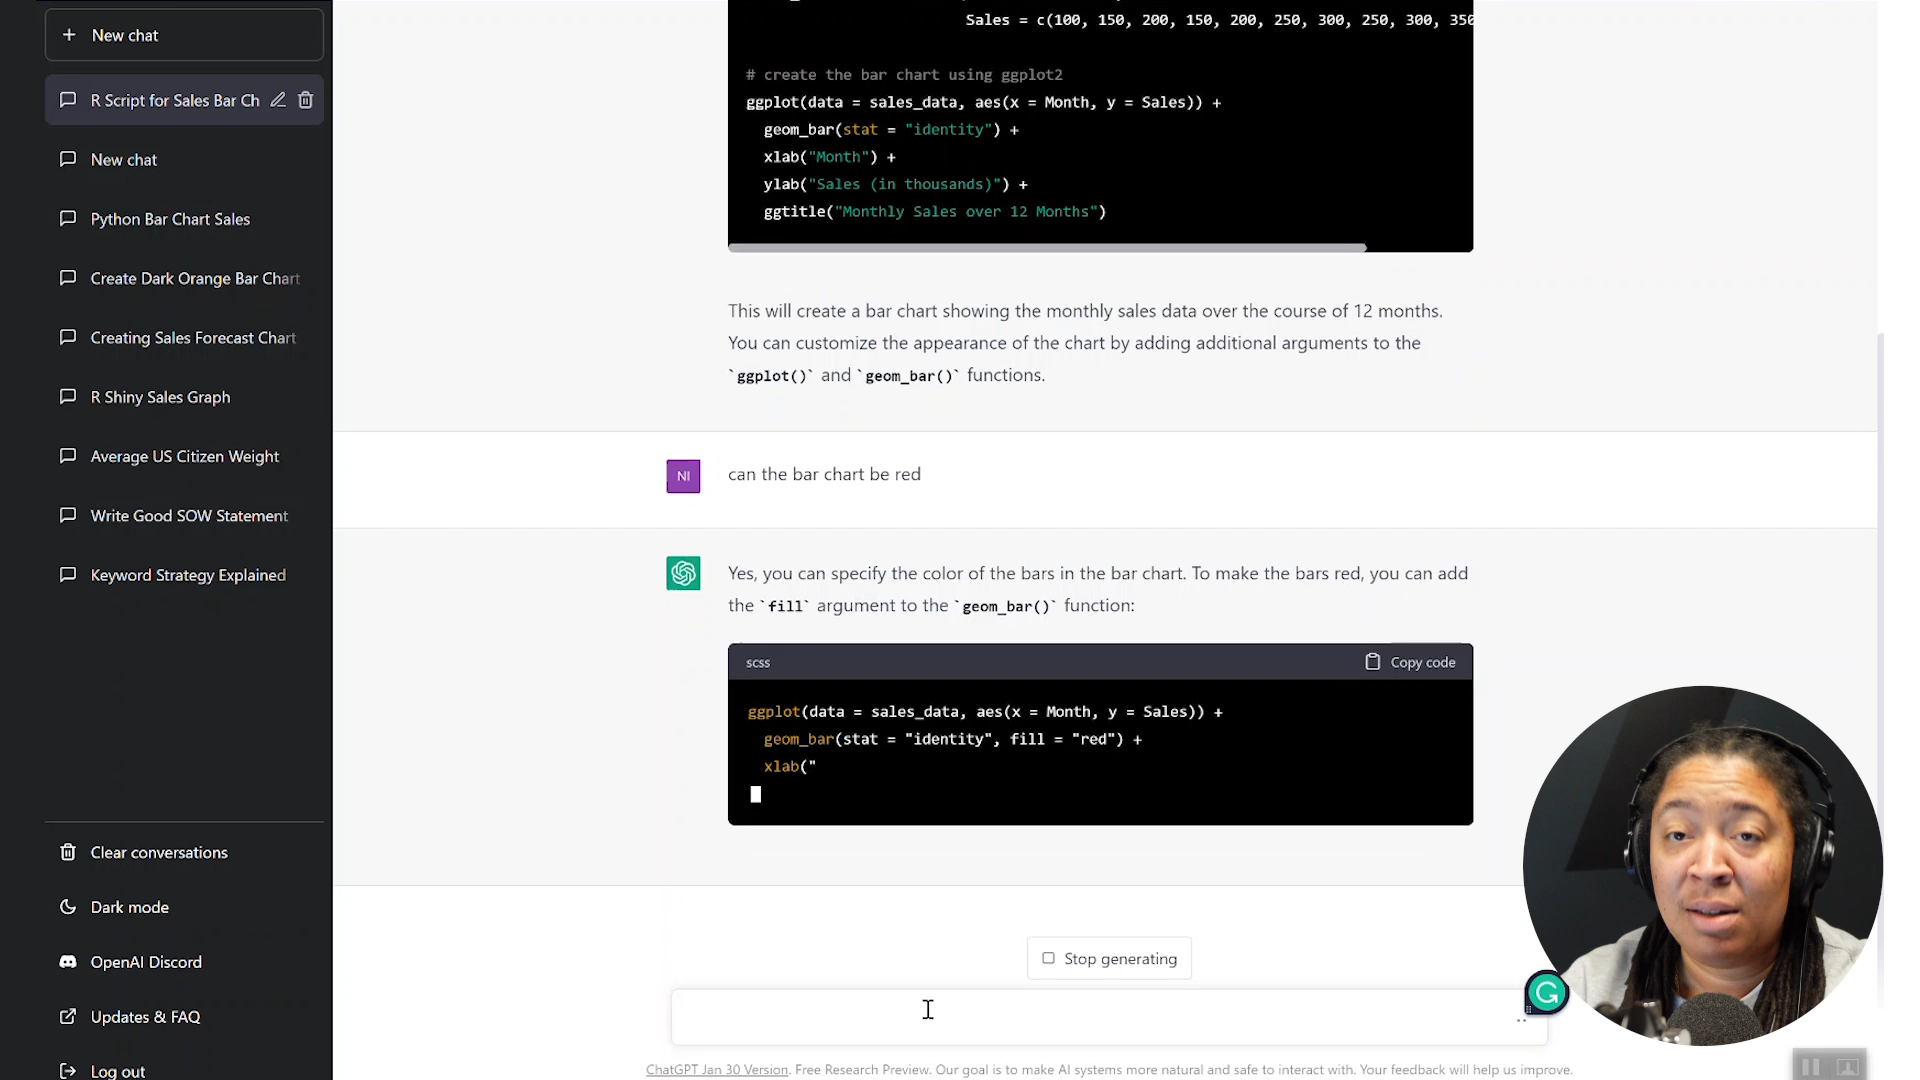 New chat
R Script for Sales Bar Ch
New chat
Python Bar Chart Sales
Create Dark Orange Bar Chart
Creating Sales Forecast Chart
R Shiny Sales Graph
Average US Citizen Weight
Write Good SOW Statement
Keyword Strategy Explained
Clear conversations
Dark mode
OpenAI Discord
Updates & FAQ
Log out
Sales = c(100, 150, 200, 150, 200, 250, 300, 250, 300, 350
# create the bar chart using ggplot2
ggplot(data = sales_data, aes(x = Month, y = Sales)) +
geom_bar(stat = "identity") +
xlab("Month") +
ylab("Sales (in thousands)") +
ggtitle("Monthly Sales over 12 Months")
This will create a bar chart showing the monthly sales data over the course of 12 months.
You can customize the appearance of the chart by adding additional arguments to the
`ggplot()` and `geom_bar()` functions.
NI
can the bar chart be red
Yes, you can specify the color of the bars in the bar chart. To make the bars red, you can add
the `fill` argument to the `geom_bar()` function:
scss
Copy code
ggplot(data = sales_data, aes(x = Month, y = Sales)) +
geom_bar(stat = "identity", fill = "red") +
xlab("
Stop generating
G
ChatGPT Jan 30 Version. Free Research Preview. Our goal is to make AI systems more natural and safe to interact with. Your feedback will help us improve.